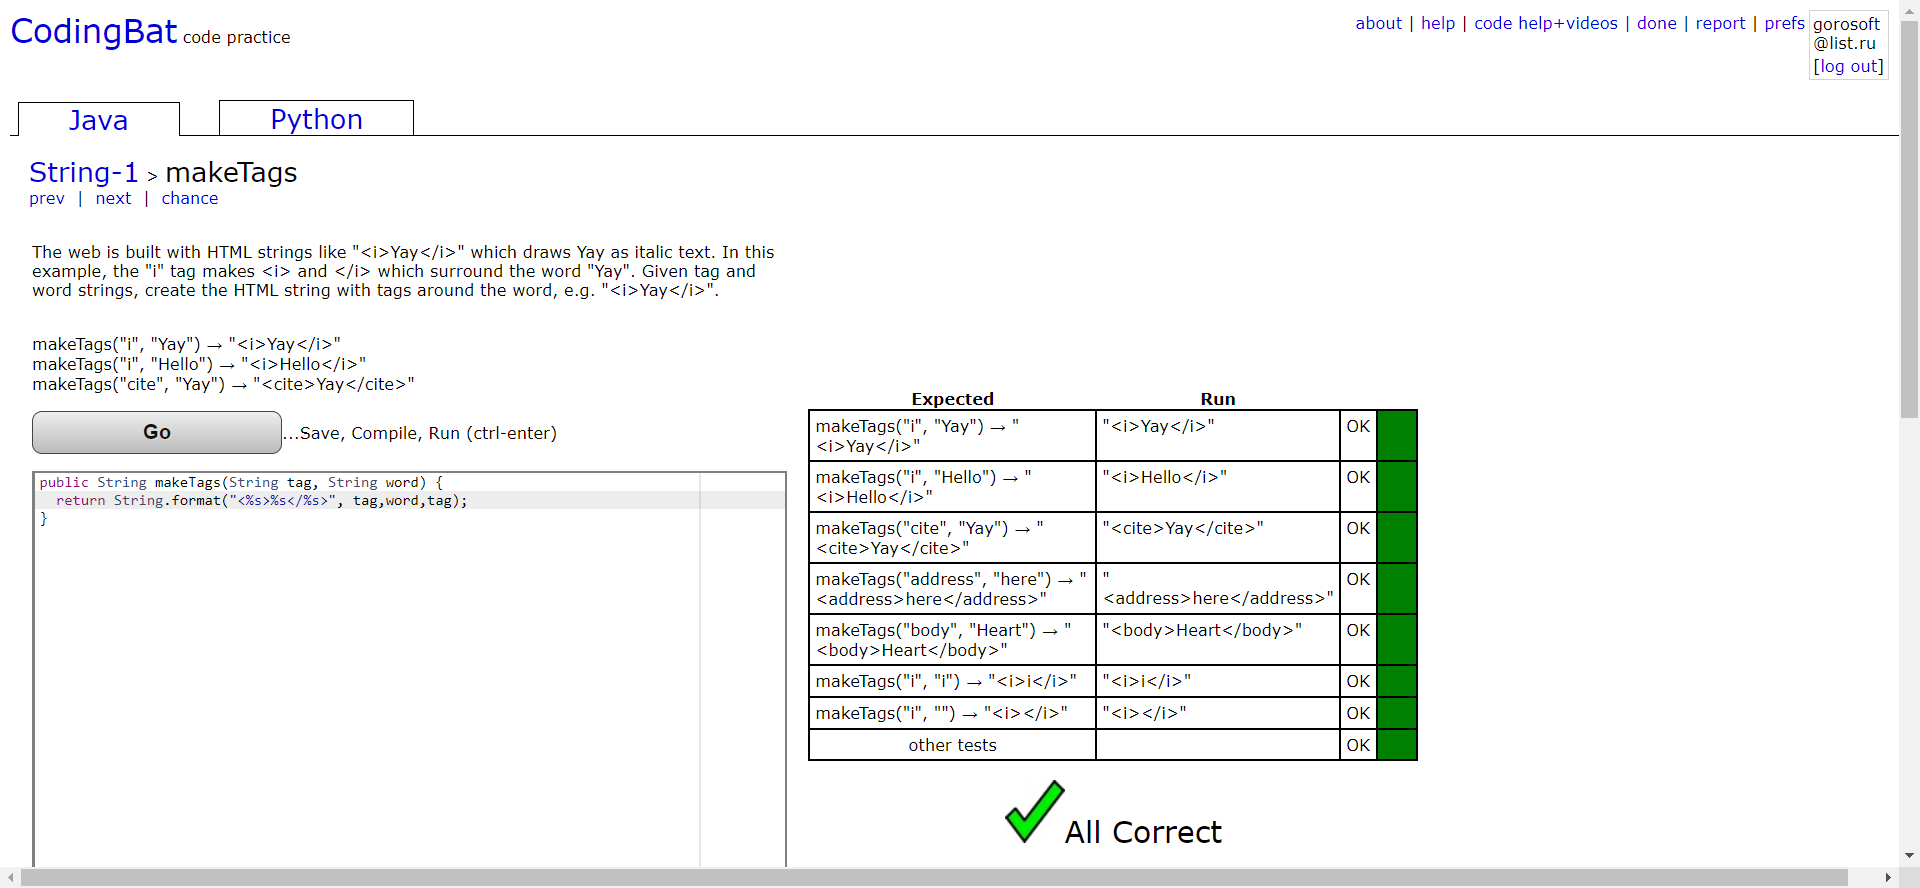 CodingBat code practice
about | help | code help+videos | done | report | prefs
gorosoft
@list.ru
[log out]
Java
Python
String-1 > makeTags
prev | next | chance
The web is built with HTML strings like "<i>Yay</i>" which draws Yay as italic text. In this
example, the "i" tag makes <i> and </i> which surround the word "Yay". Given tag and
word strings, create the HTML string with tags around the word, e.g. "<i>Yay</i>".
makeTags("i", "Yay") → "<i>Yay</i>"
makeTags("i", "Hello") → "<i>Hello</i>"
makeTags("cite", "Yay") → "<cite>Yay</cite>"
Go
...Save, Compile, Run (ctrl-enter)
public String makeTags(String tag, String word) {
  return String.format("<%s>%s</%s>", tag,word,tag);
}
Expected Run
makeTags("i", "Yay") → "
<i>Yay</i>"
"<i>Yay</i>"
OK
makeTags("i", "Hello") → "
<i>Hello</i>"
"<i>Hello</i>"
OK
makeTags("cite", "Yay") → "
<cite>Yay</cite>"
"<cite>Yay</cite>"
OK
makeTags("address", "here") → "
<address>here</address>"
"
<address>here</address>"
OK
makeTags("body", "Heart") → "
<body>Heart</body>"
"<body>Heart</body>"
OK
makeTags("i", "i") → "<i>i</i>"
"<i>i</i>"
OK
makeTags("i", "") → "<i></i>"
"<i></i>"
OK
other tests
OK
All Correct